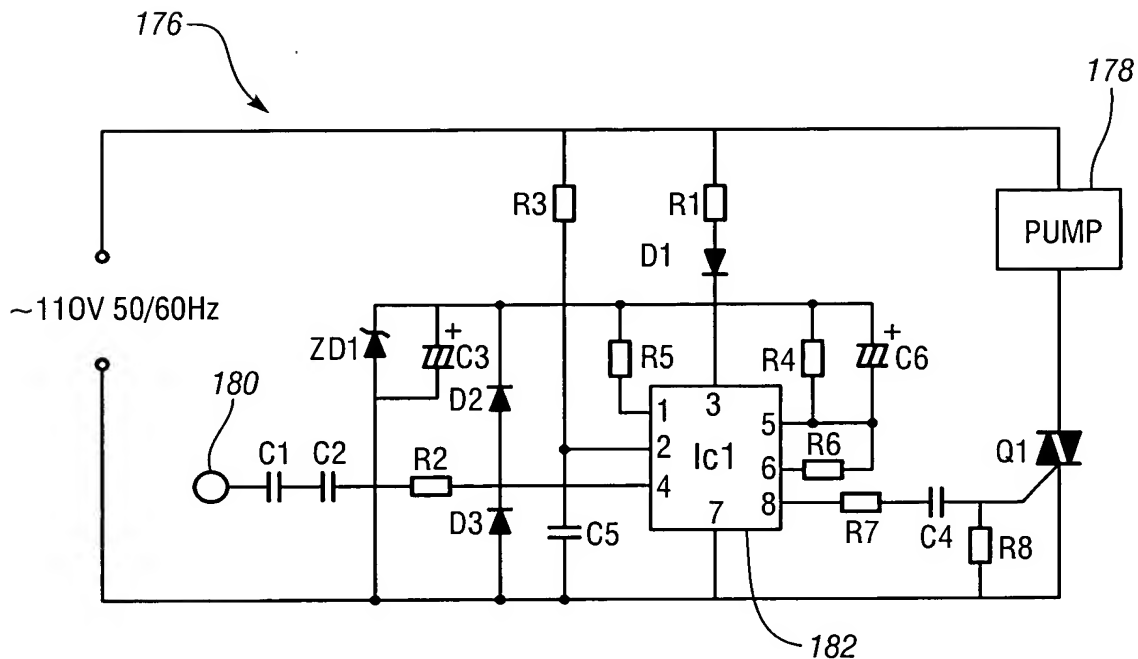 176
178
R3
R1
PUMP
D1
~110V 50/60Hz
+
+
ZD1
C3
R5
R4
C6
180
D2
3
1
5
C1
C2
R2
2
Ic1
R6
6
Q1
4
D3
7
8
C5
R7
C4
R8
182